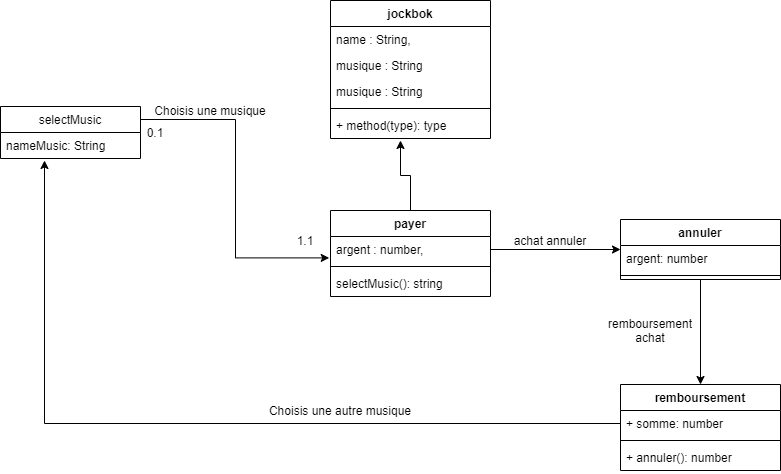 jockbok
name : String,
musique : String
musique : String
+ method(type): type
selectMusic
nameMusic: String
Choisis une musique
0.1
1.1
payer
argent : number,
selectMusic(): string
achat annuler
annuler
argent: number
remboursement
achat
remboursement
+ somme: number
+ annuler(): number
Choisis une autre musique